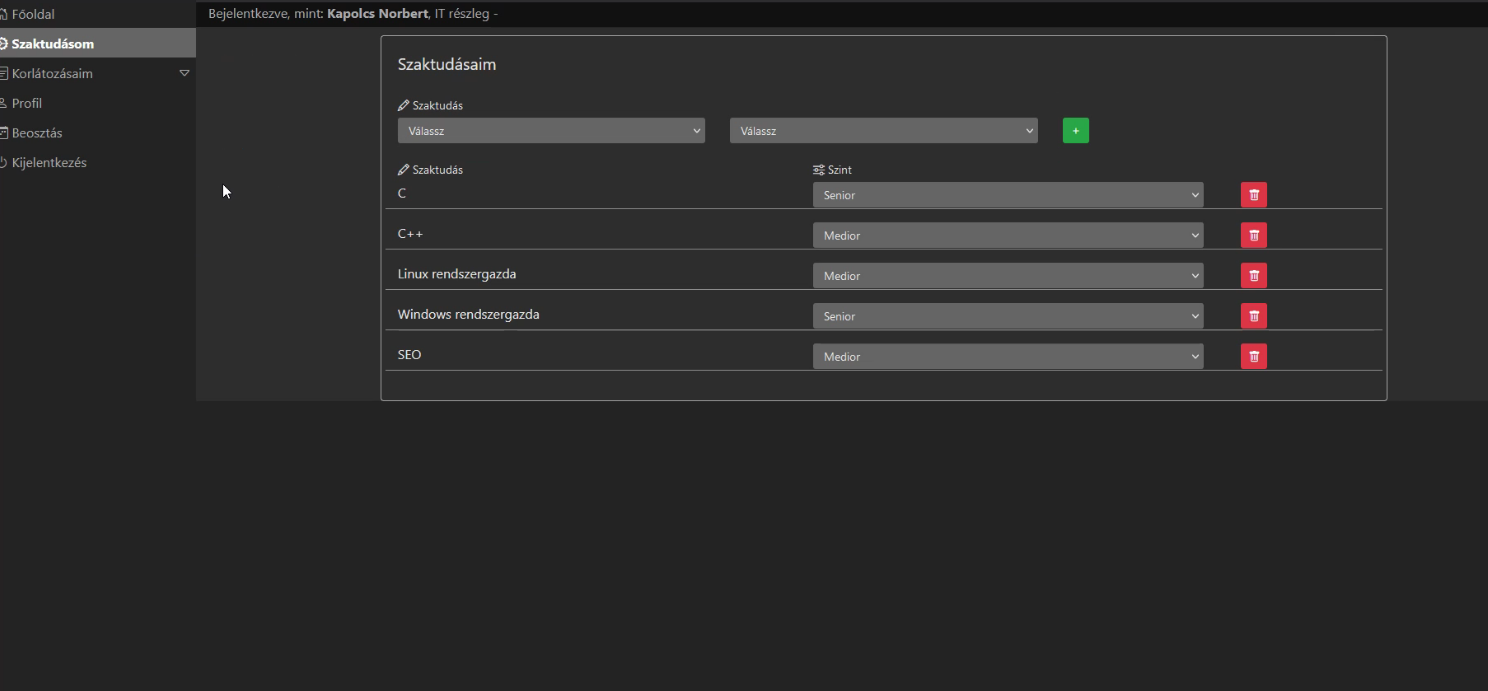 Főoldal
Szaktudásom
Korlátozásaim
Profil
Beosztás
Kijelentkezés
Bejelentkezve, mint: Kapolcs Norbert, IT részleg -
Szaktudásaim
Szaktudás
Válassz Válassz +
Szaktudás Szint
C Senior
C++ Medior
Linux rendszergazda Medior
Windows rendszergazda Senior
SEO Medior